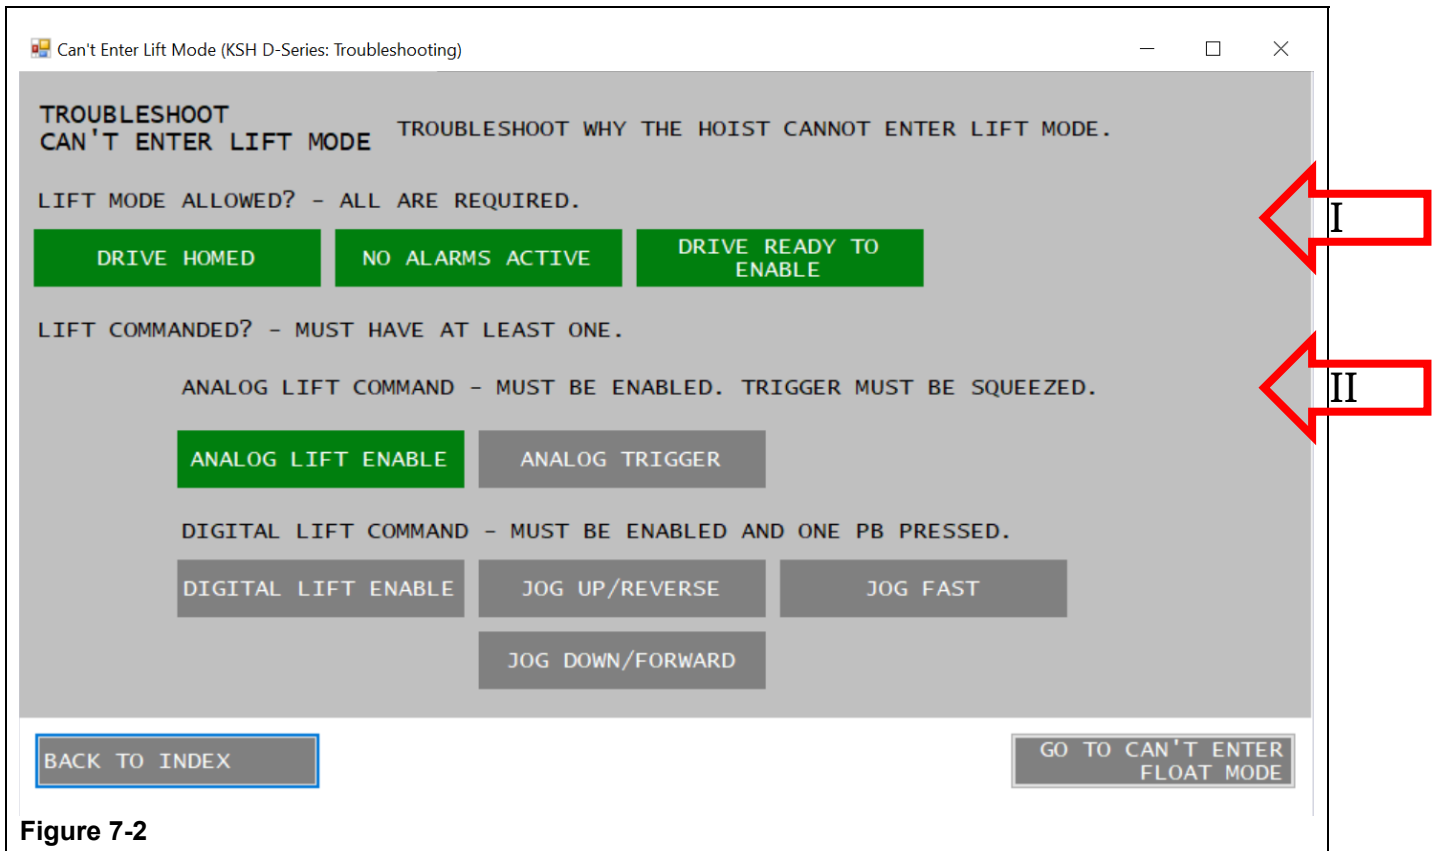 Can't Enter Lift Mode (KSH D-Series: Troubleshooting)
TROUBLESHOOT
CAN'T ENTER LIFT MODE
TROUBLESHOOT WHY THE HOIST CANNOT ENTER LIFT MODE.
LIFT MODE ALLOWED? - ALL ARE REQUIRED.
I
DRIVE HOMED
NO ALARMS ACTIVE
DRIVE READY TO
ENABLE
LIFT COMMANDED? - MUST HAVE AT LEAST ONE.
ANALOG LIFT COMMAND - MUST BE ENABLED. TRIGGER MUST BE SQUEEZED.
II
ANALOG LIFT ENABLE
ANALOG TRIGGER
DIGITAL LIFT COMMAND - MUST BE ENABLED AND ONE PB PRESSED.
DIGITAL LIFT ENABLE
JOG UP/REVERSE
JOG FAST
JOG DOWN/FORWARD
BACK TO INDEX
GO TO CAN'T ENTER
FLOAT MODE
Figure 7-2